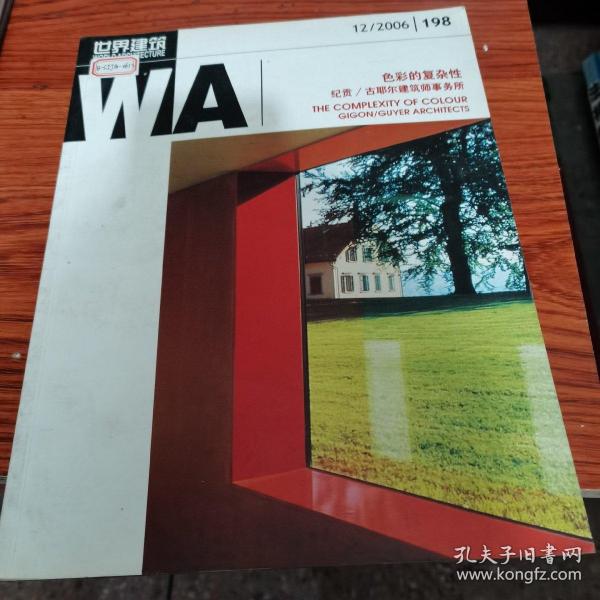 世界建筑
WORLD ARCHITECTURE
WA
12/2006 | 198
色彩的复杂性
纪贡 / 古耶尔建筑师事务所
THE COMPLEXITY OF COLOUR
GIGON/GUYER ARCHITECTS
孔夫子旧书网
www.kongfz.com